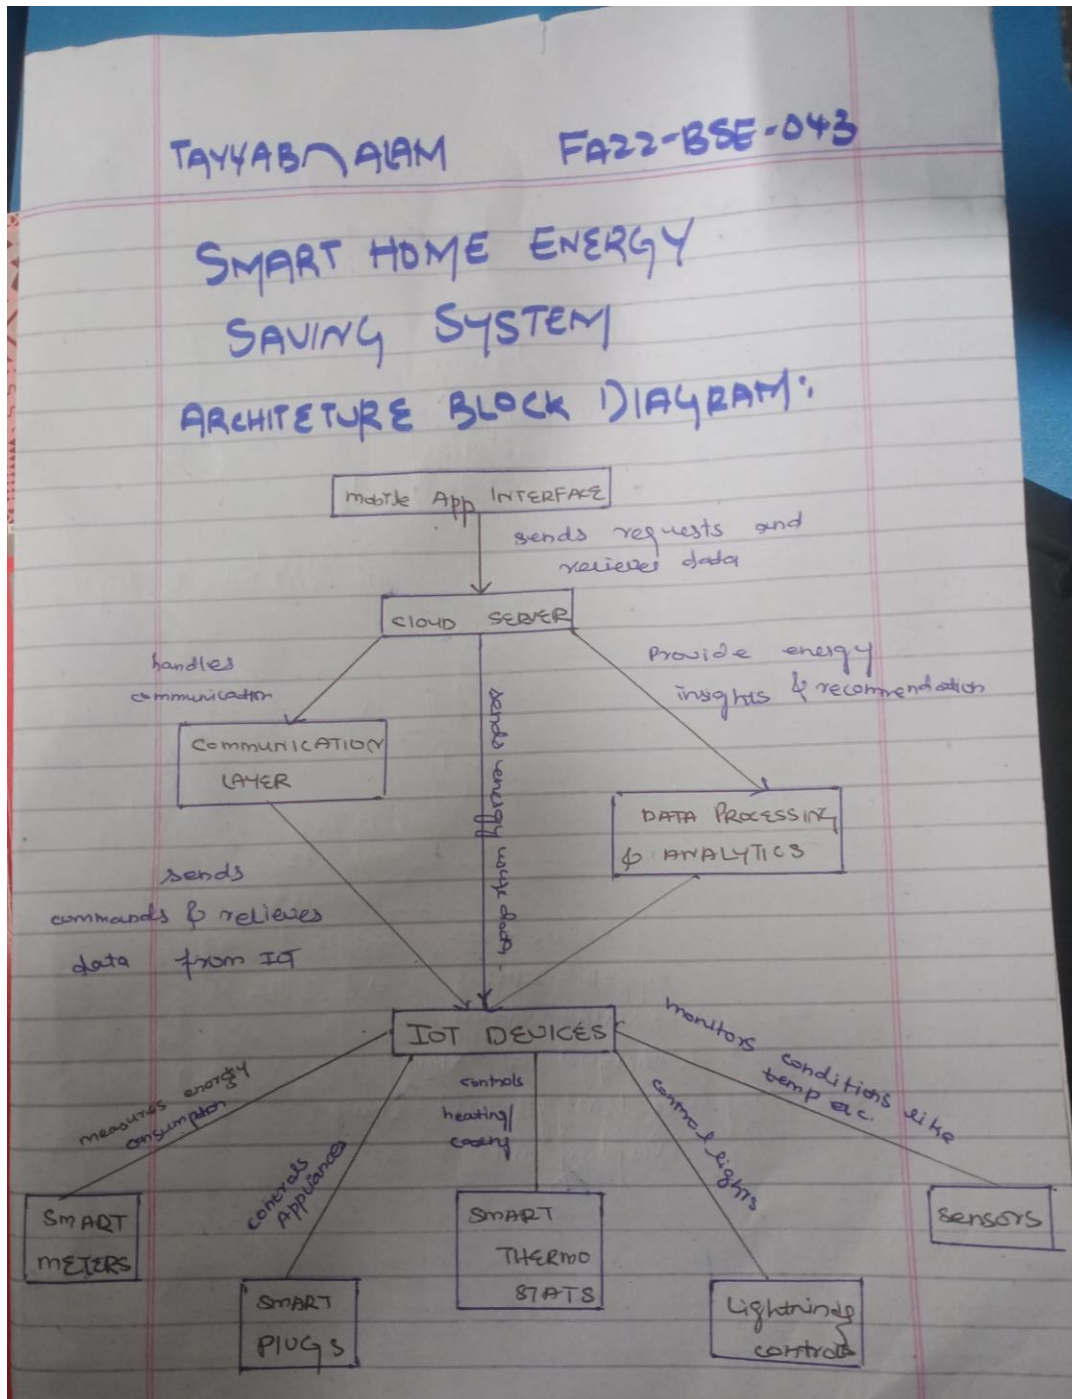 TAYYAB ALAM FA22-BSE-043
SMART HOME ENERGY
SAVING SYSTEM
ARCHITETURE BLOCK DIAGRAM:
Mobile App INTERFACE
sends requests and
relieves data
CLOUD SERVER
handles
communication
Provide energy
insights & recommendation
COMMUNICATION
LAYER
sends energy data
DATA PROCESSING
& ANALYTICS
sends
commands & relieves
data from IOT
IOT DEVICES
measures energy
consumption
controls
Appliances
controls
heating/
cooling
control lights
monitors conditions like
temp etc
SMART
METERS
SMART
PLUGS
SMART
THERMO
STATS
Lightning
controls
Sensors